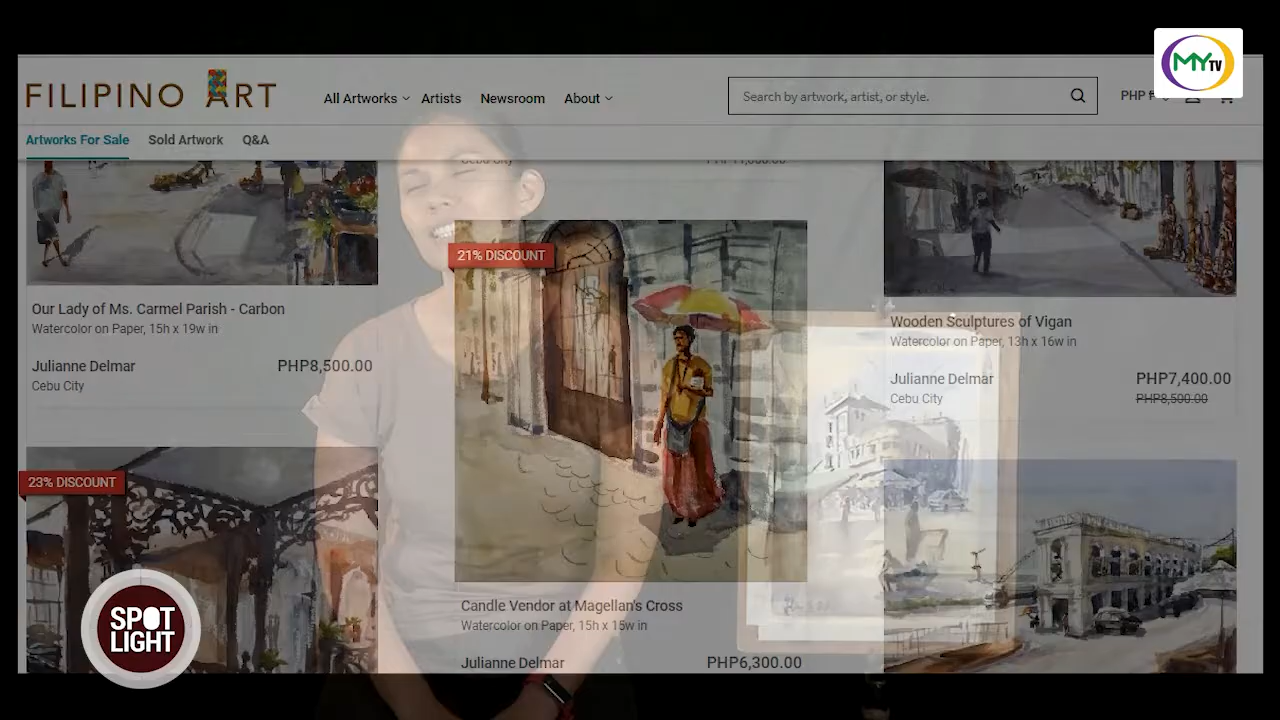 MY TV
FILIPINO ART
All Artworks
Artists
Newsroom
About
Search by artwork, artist, or style.
PHP
Artworks For Sale
Sold Artwork
Q&A
Cebu City
21% DISCOUNT
Our Lady of Ms. Carmel Parish - Carbon
Watercolor on Paper, 15h x 19w in
Julianne Delmar
PHP8,500.00
Cebu City
Wooden Sculptures of Vigan
Watercolor on Paper, 13h x 16w in
Julianne Delmar
PHP7,400.00
Cebu City
PHP8,500.00
23% DISCOUNT
SPOT
LIGHT
Candle Vendor at Magellan's Cross
Watercolor on Paper, 15h x 15w in
Julianne Delmar
PHP6,300.00